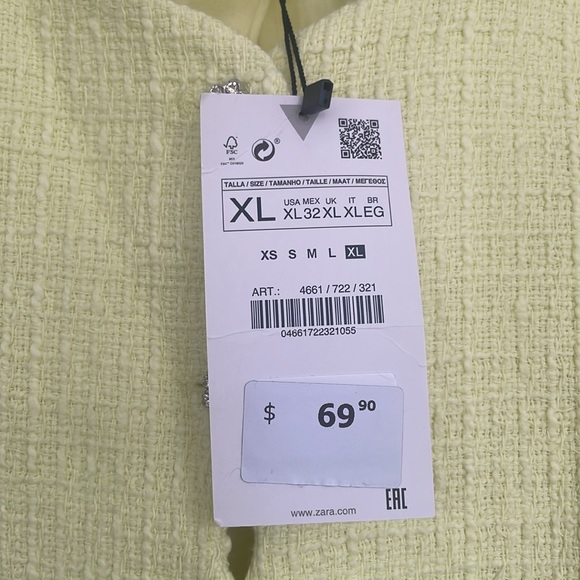 FSC
®
TALLA / SIZE / TAMANHO / TAILLE / MAAT / ΜΕΓΕΘΟΣ
XL
USA MEX UK IT BR
XL 32 XL XL EG
XS S M L XL
ART.: 4661 / 722 / 321
04661722321055
$ 69 90
www.zara.com
EAC